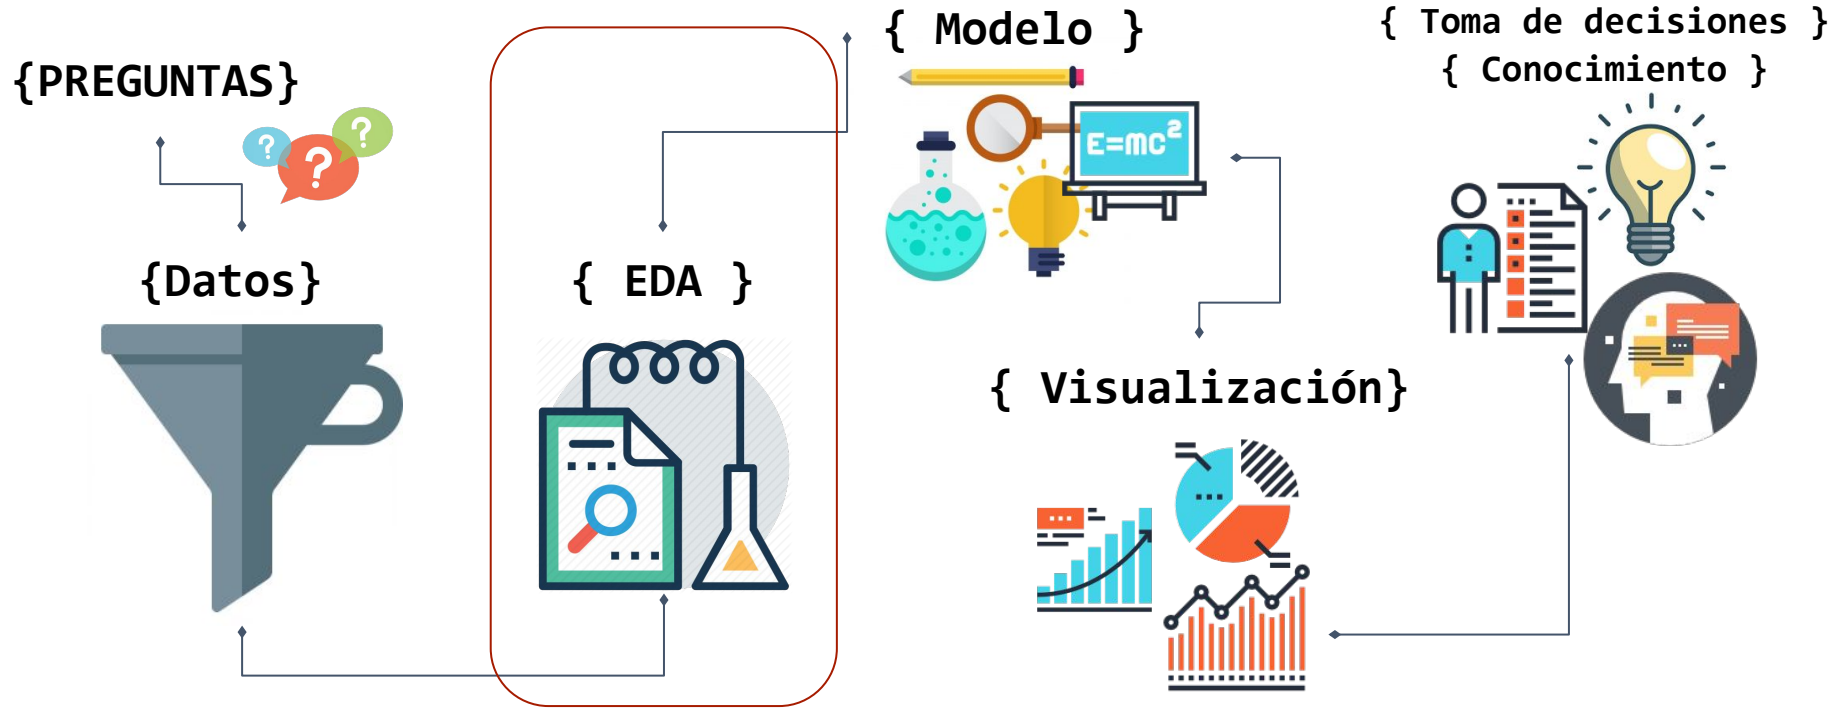 {PREGUNTAS}
? ? ?
{Datos}
{ EDA }
{ Modelo }
E=mc²
{ Visualización}
{ Toma de decisiones }
{ Conocimiento }